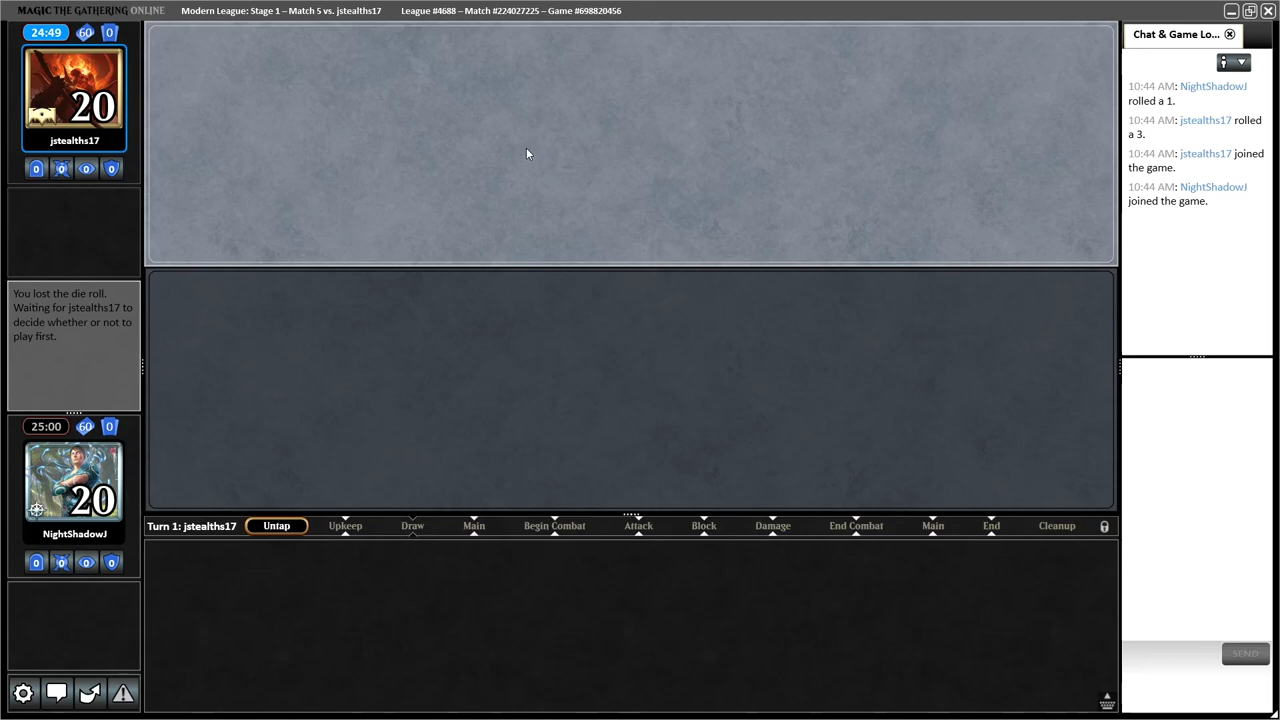 MAGIC THE GATHERING ONLINE Modern League: Stage 1 – Match 5 vs. jstealths17 League #4688 – Match #224027225 – Game #698820456
24:49 60 0
20
jstealths17
0 0 0 0
You lost the die roll.
Waiting for jstealths17 to
decide whether or not to
play first.
25:00 60 0
20
NightShadowJ
0 0 0 0
Turn 1: jstealths17 Untap Upkeep Draw Main Begin Combat Attack Block Damage End Combat Main End Cleanup
Chat & Game Lo...
10:44 AM: NightShadowJ
rolled a 1.
10:44 AM: jstealths17 rolled
a 3.
10:44 AM: jstealths17 joined
the game.
10:44 AM: NightShadowJ
joined the game.
SEND